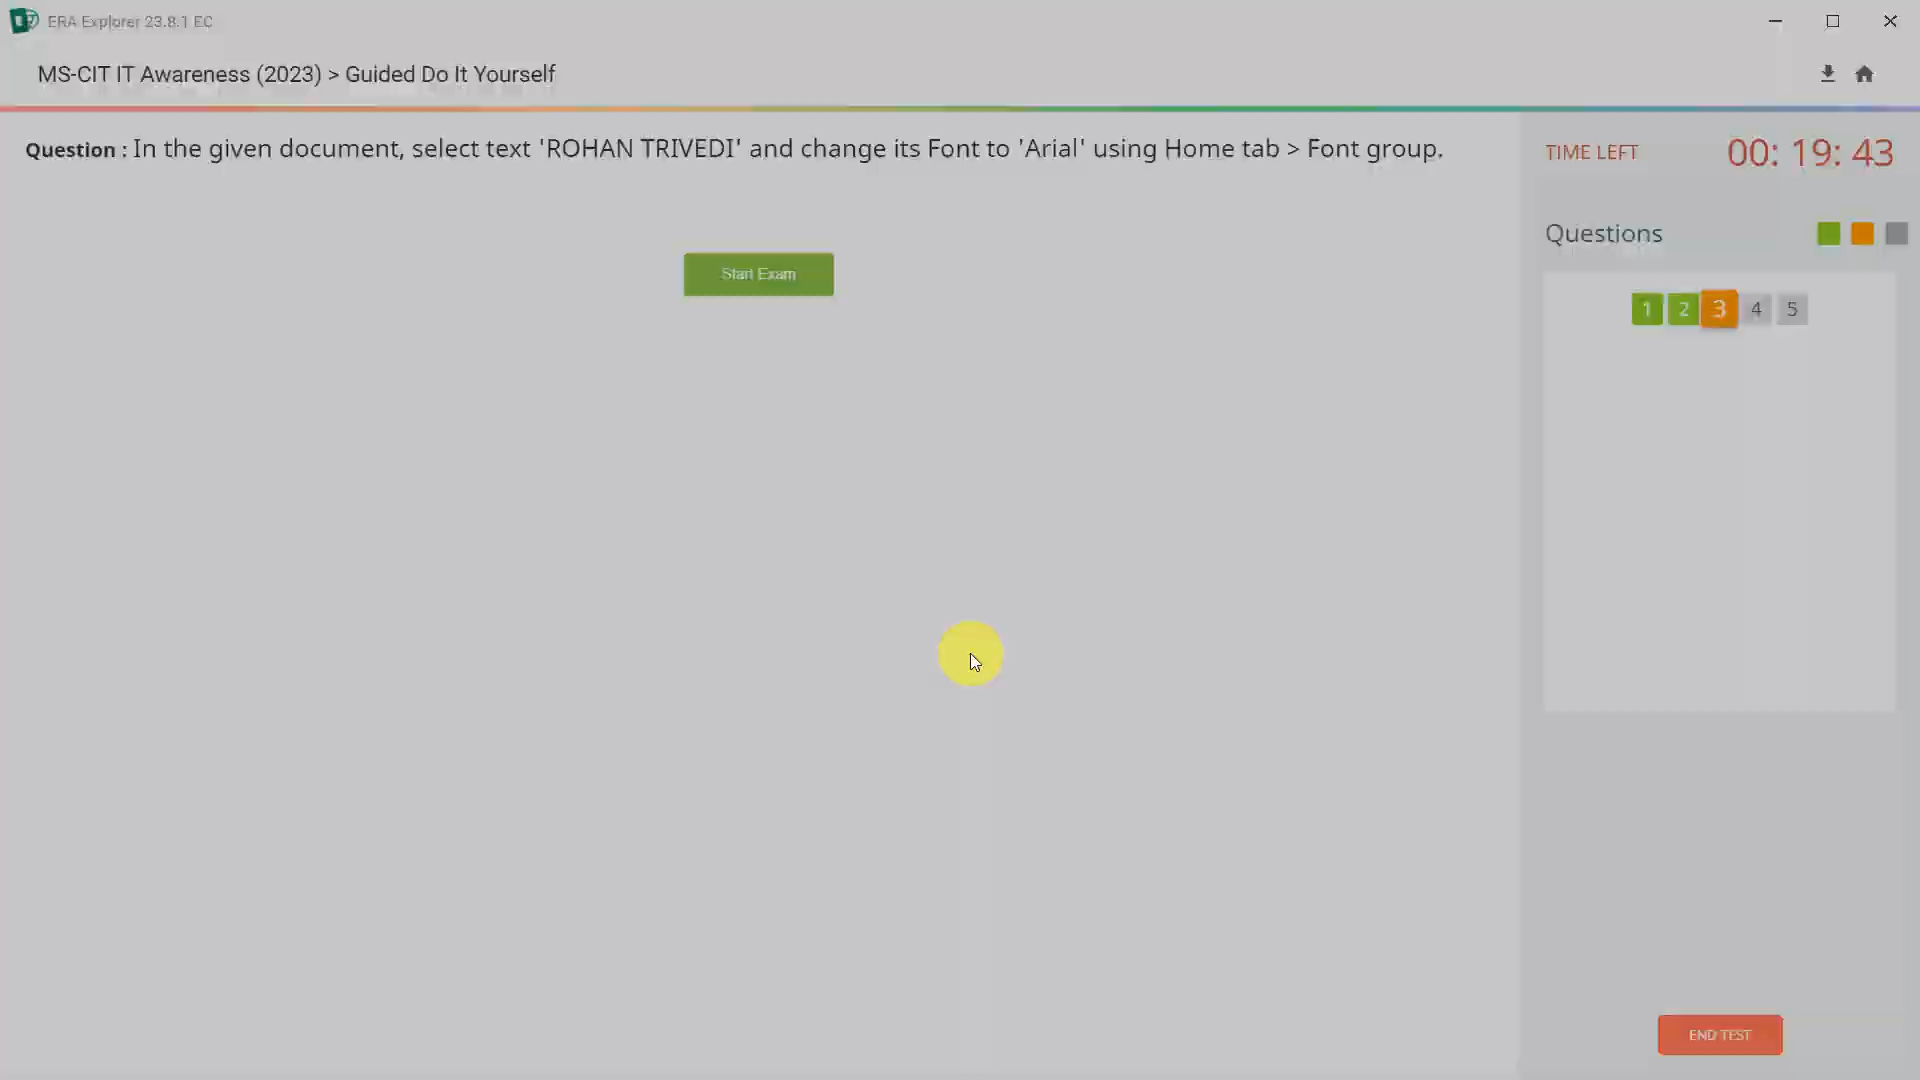 ERA Explorer 23.8.1 EC
MS-CIT IT Awareness (2023) > Guided Do It Yourself
Question : In the given document, select text 'ROHAN TRIVEDI' and change its Font to 'Arial' using Home tab > Font group.
TIME LEFT 00: 19: 43
Start Exam
Questions
1 2 3 4 5
END TEST